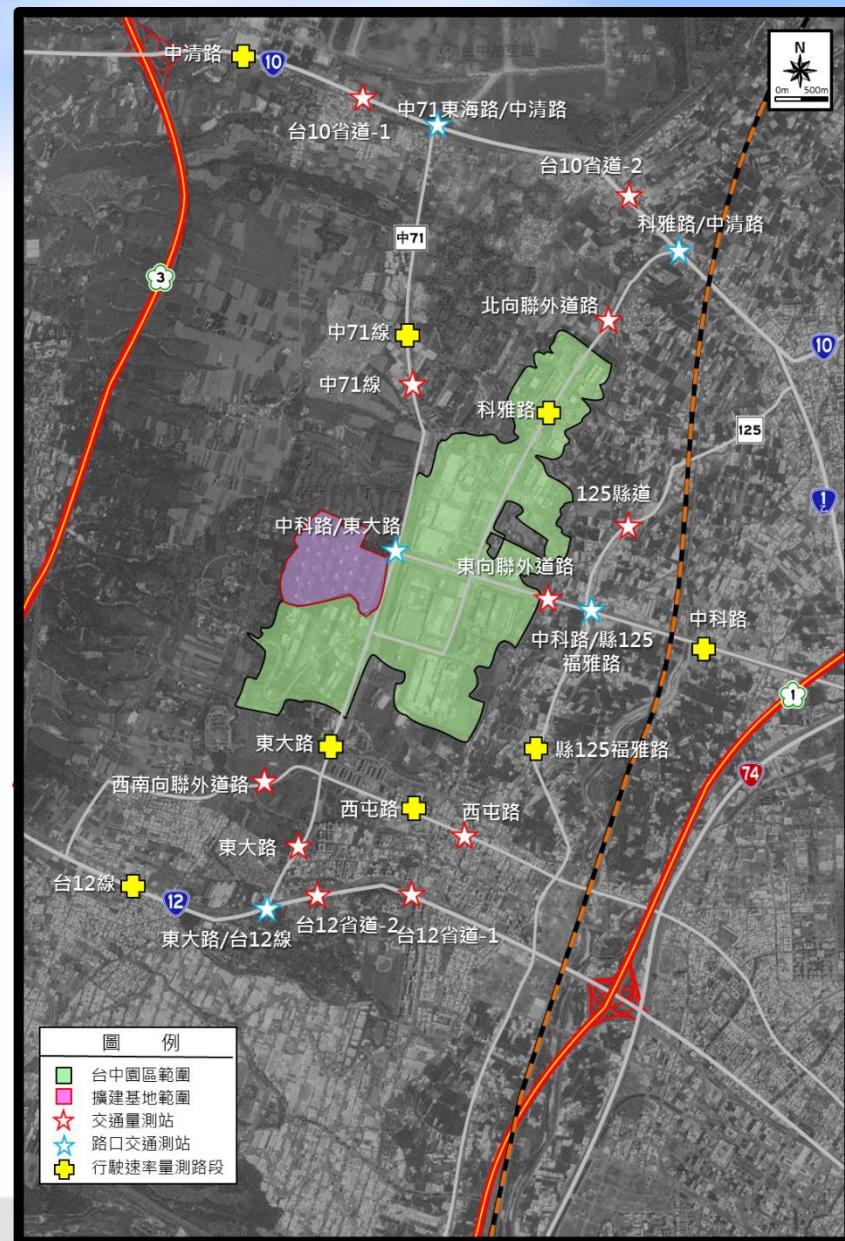 中清路
10
N
0m 500m
台10省道-1
中71東海路/中清路
台10省道-2
科雅路/中清路
中71
3
北向聯外道路
中71線
10
中71線
科雅路
125
125縣道
1乙
中科路/東大路
東向聯外道路
中科路/縣125
福雅路
中科路
1
東大路
縣125福雅路
74
西南向聯外道路
西屯路
西屯路
東大路
台12線
12
台12省道-2
台12省道-1
東大路/台12線
圖 例
台中園區範圍
擴建基地範圍
交通量測站
路口交通測站
行駛速率量測路段